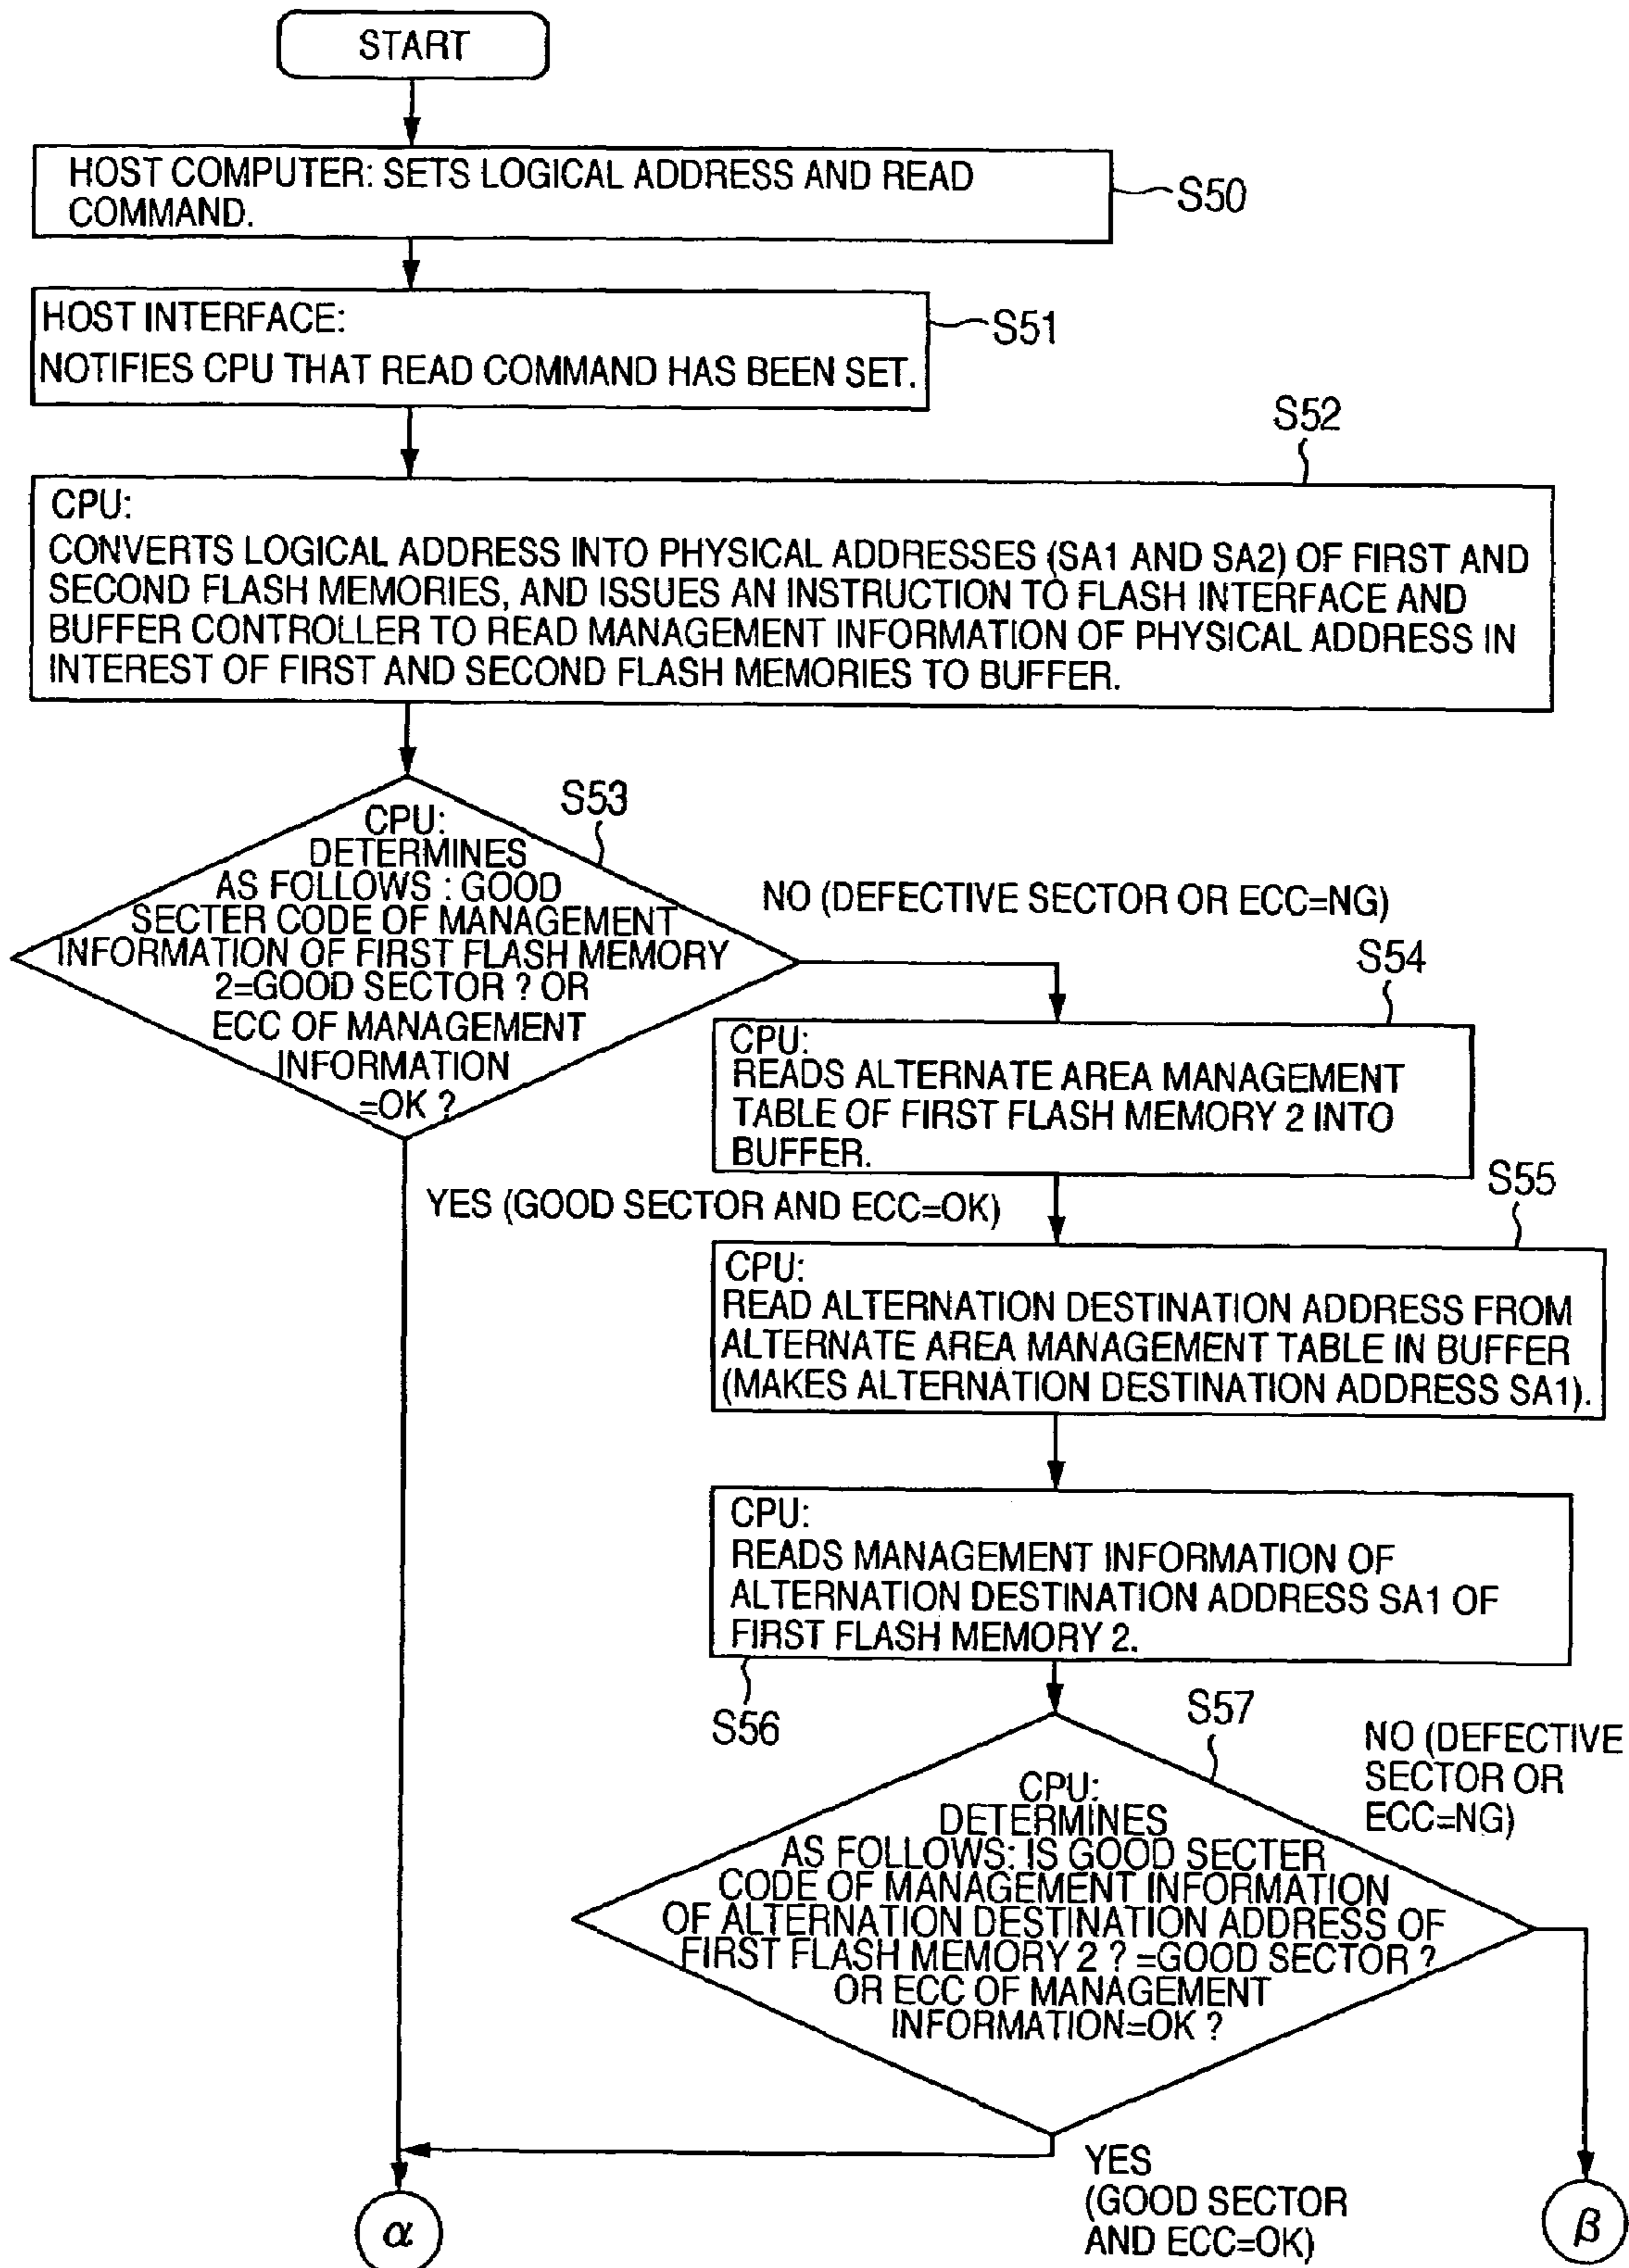 START
HOST COMPUTER: SETS LOGICAL ADDRESS AND READ
COMMAND.
S50
HOST INTERFACE:
NOTIFIES CPU THAT READ COMMAND HAS BEEN SET.
S51
S52
CPU:
CONVERTS LOGICAL ADDRESS INTO PHYSICAL ADDRESSES (SA1 AND SA2) OF FIRST AND
SECOND FLASH MEMORIES, AND ISSUES AN INSTRUCTION TO FLASH INTERFACE AND
BUFFER CONTROLLER TO READ MANAGEMENT INFORMATION OF PHYSICAL ADDRESS IN
INTEREST OF FIRST AND SECOND FLASH MEMORIES TO BUFFER.
S53
CPU:
DETERMINES
AS FOLLOWS : GOOD
SECTER CODE OF MANAGEMENT
INFORMATION OF FIRST FLASH MEMORY
2=GOOD SECTOR ? OR
ECC OF MANAGEMENT
INFORMATION
=OK ?
NO (DEFECTIVE SECTOR OR ECC=NG)
S54
CPU:
READS ALTERNATE AREA MANAGEMENT
TABLE OF FIRST FLASH MEMORY 2 INTO
BUFFER.
YES (GOOD SECTOR AND ECC=OK)
S55
CPU:
READ ALTERNATION DESTINATION ADDRESS FROM
ALTERNATE AREA MANAGEMENT TABLE IN BUFFER
(MAKES ALTERNATION DESTINATION ADDRESS SA1).
CPU:
READS MANAGEMENT INFORMATION OF
ALTERNATION DESTINATION ADDRESS SA1 OF
FIRST FLASH MEMORY 2.
S56
S57
CPU:
DETERMINES
AS FOLLOWS: IS GOOD SECTER
CODE OF MANAGEMENT INFORMATION
OF ALTERNATION DESTINATION ADDRESS OF
FIRST FLASH MEMORY 2 ? =GOOD SECTOR ?
OR ECC OF MANAGEMENT
INFORMATION=OK ?
NO (DEFECTIVE
SECTOR OR
ECC=NG)
YES
(GOOD SECTOR
AND ECC=OK)
α
β